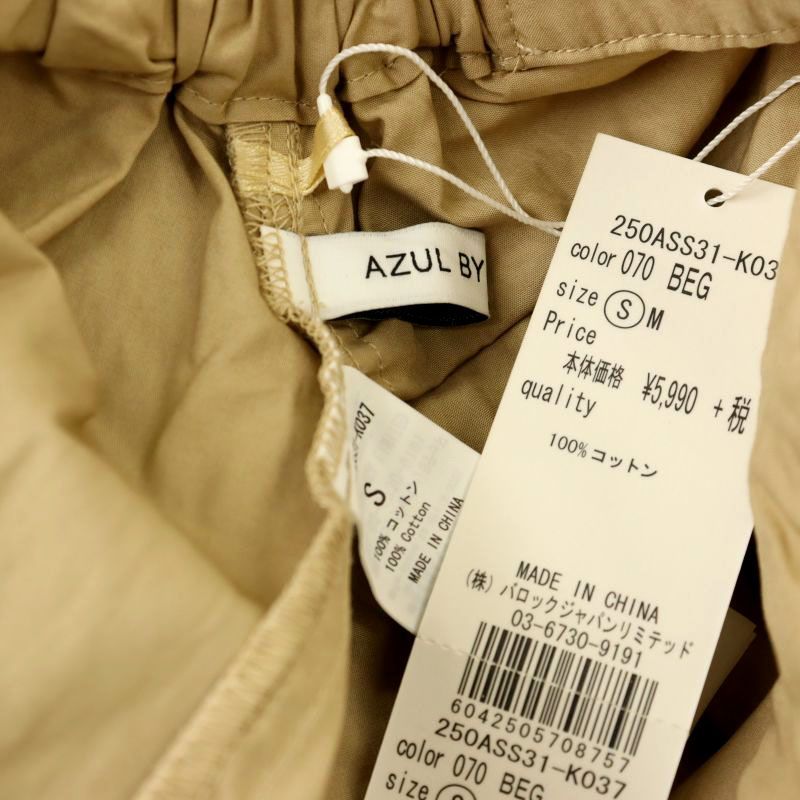 AZUL BY
250ASS31-K03
color 070 BEG
size S M
Price
本体価格 ¥5,990 +税
quality
100%コットン
MADE IN CHINA
(株)バロックジャパンリミテッド
03-6730-9191
6042505708757
250ASS31-K037
color 070 BEG
size S
-K037
S
100%コットン
100% Cotton
MADE IN CHINA